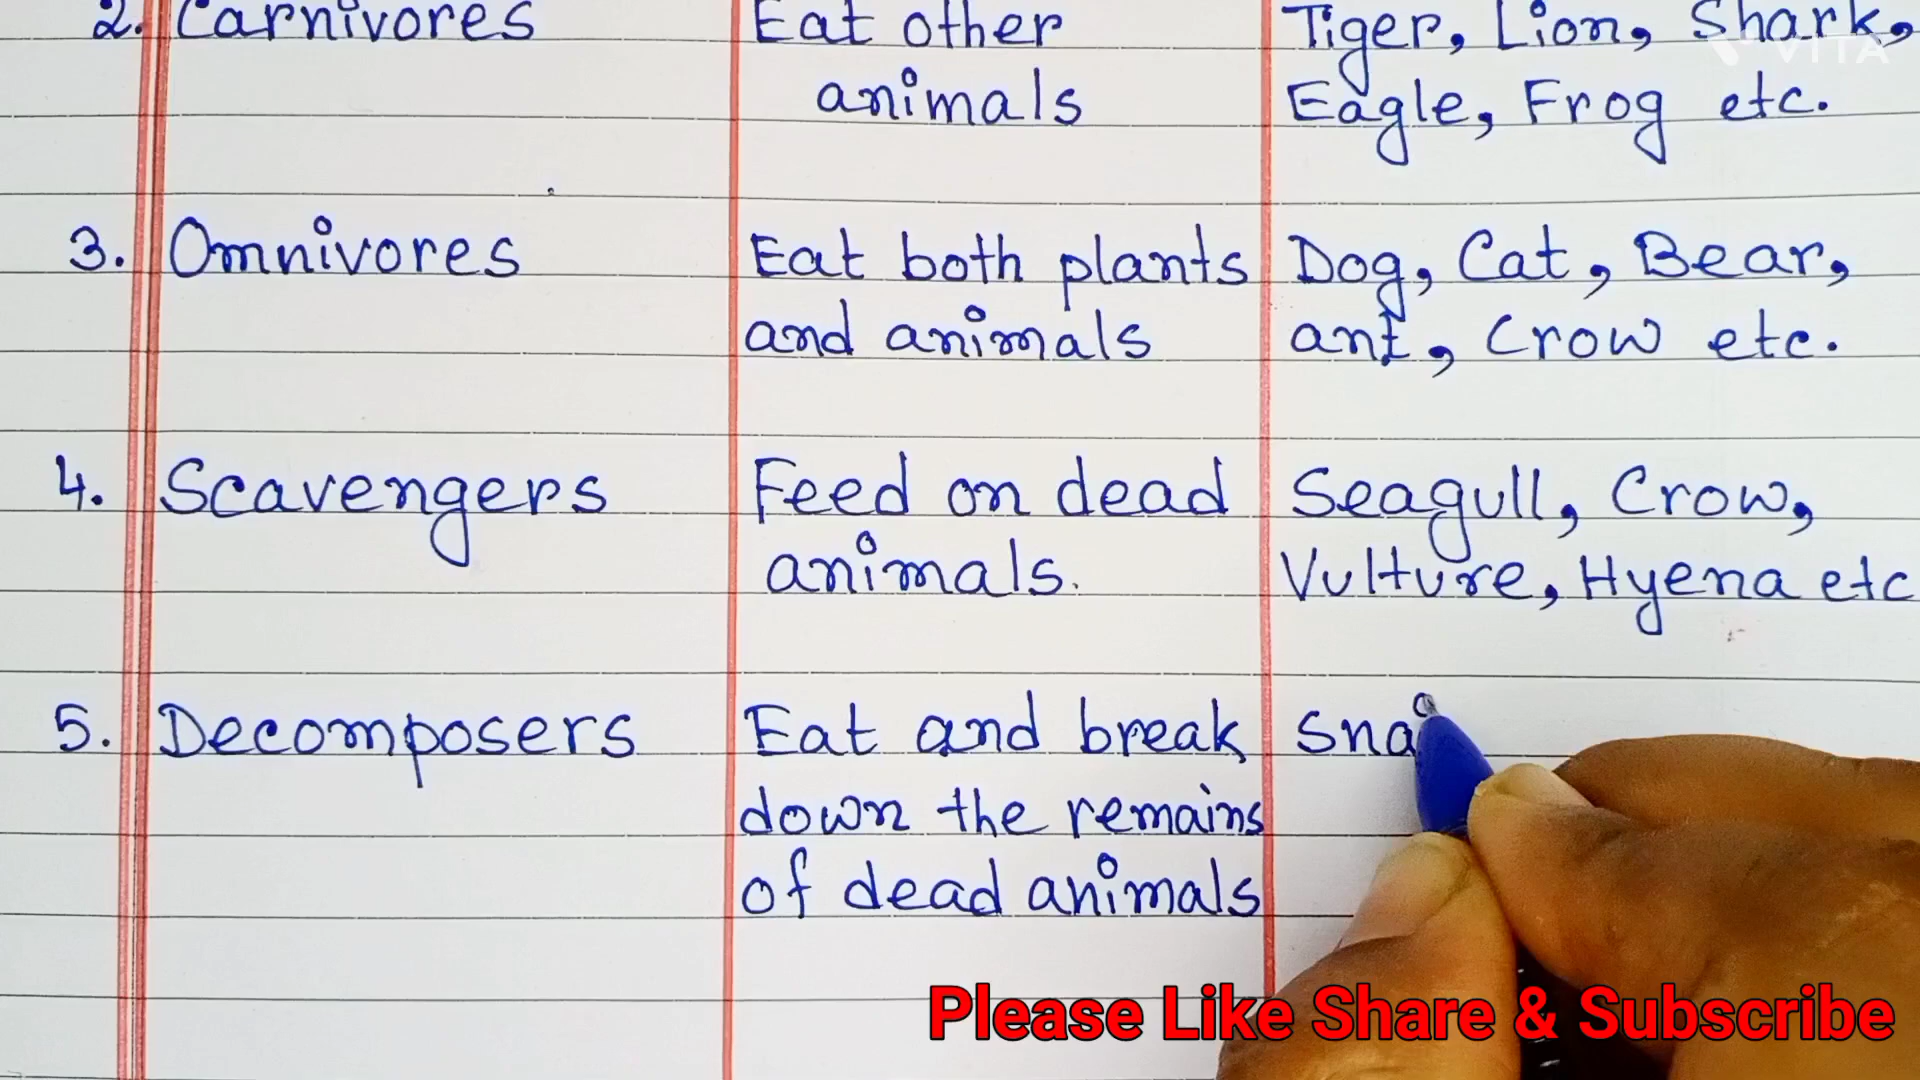 2. Carnivores Eat other Tiger, Lion, Shark,
animals Eagle, Frog etc.
VITA
3. Omnivores Eat both plants Dog, Cat, Bear,
and animals ant, Crow etc.
4. Scavengers Feed on dead Seagull, Crow,
animals. Vulture, Hyena etc
5. Decomposers Eat and break Sna
down the remains
of dead animals
Please Like Share & Subscribe